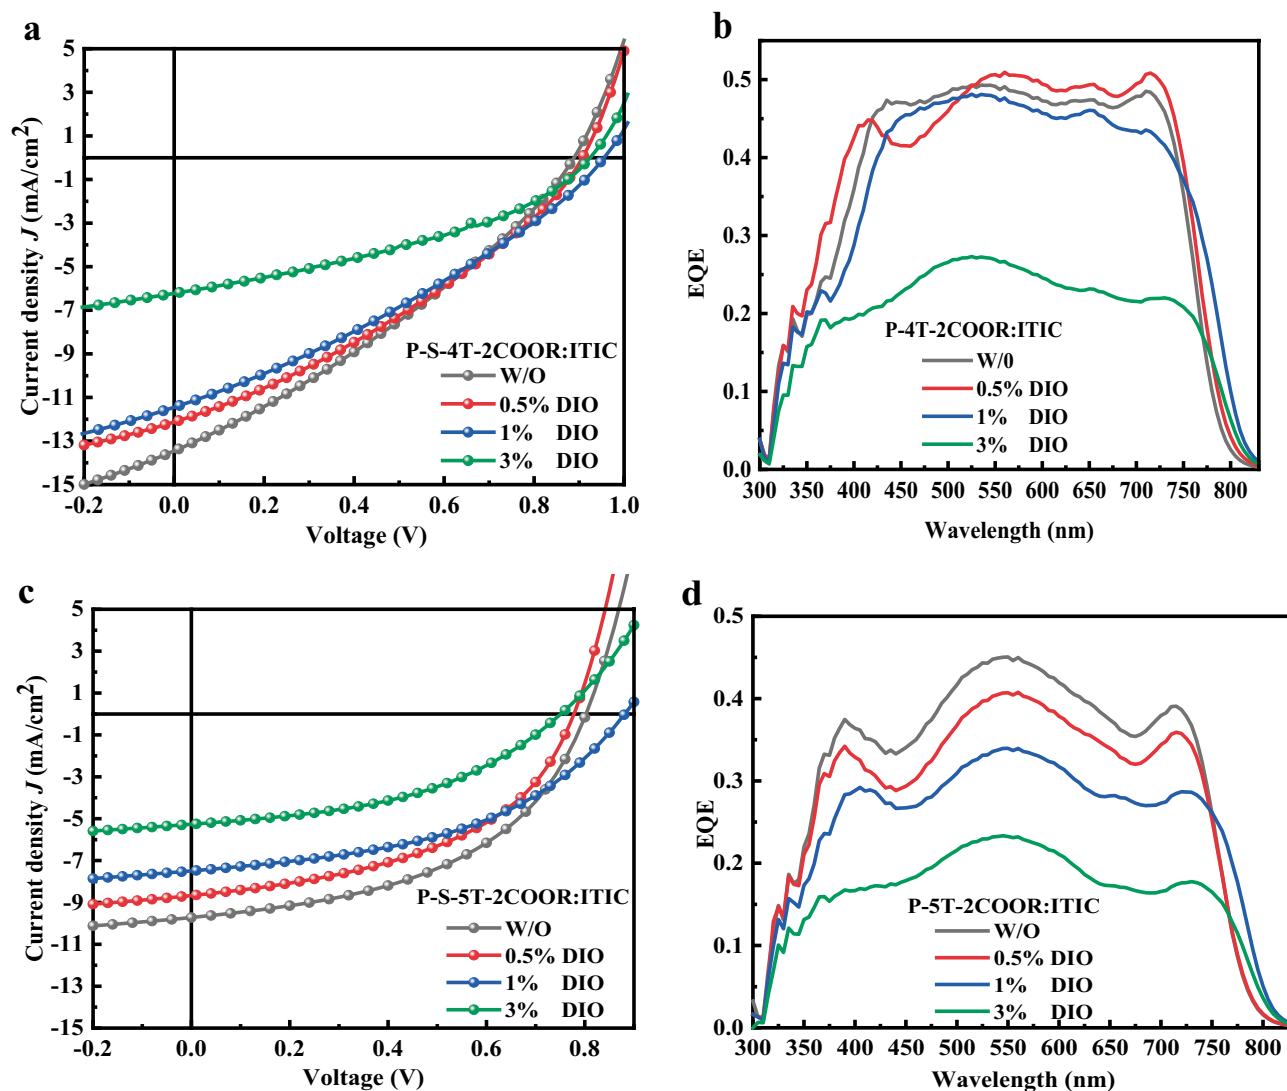 a
5
3
1
-1
-3
-5
-7
-9
-11
-13
-15
Current density J (mA/cm2)
P-S-4T-2COOR:ITIC
W/O
0.5% DIO
1% DIO
3% DIO
-0.2 0.0 0.2 0.4 0.6 0.8 1.0
Voltage (V)
b
0.5
0.4
0.3
0.2
0.1
0.0
EQE
P-4T-2COOR:ITIC
W/0
0.5% DIO
1% DIO
3% DIO
300 350 400 450 500 550 600 650 700 750 800
Wavelength (nm)
c
5
3
1
-1
-3
-5
-7
-9
-11
-13
-15
Current density J (mA/cm2)
P-S-5T-2COOR:ITIC
W/O
0.5% DIO
1% DIO
3% DIO
-0.2 0.0 0.2 0.4 0.6 0.8
Voltage (V)
d
0.5
0.4
0.3
0.2
0.1
0.0
EQE
P-5T-2COOR:ITIC
W/O
0.5% DIO
1% DIO
3% DIO
300 350 400 450 500 550 600 650 700 750 800
Wavelength (nm)